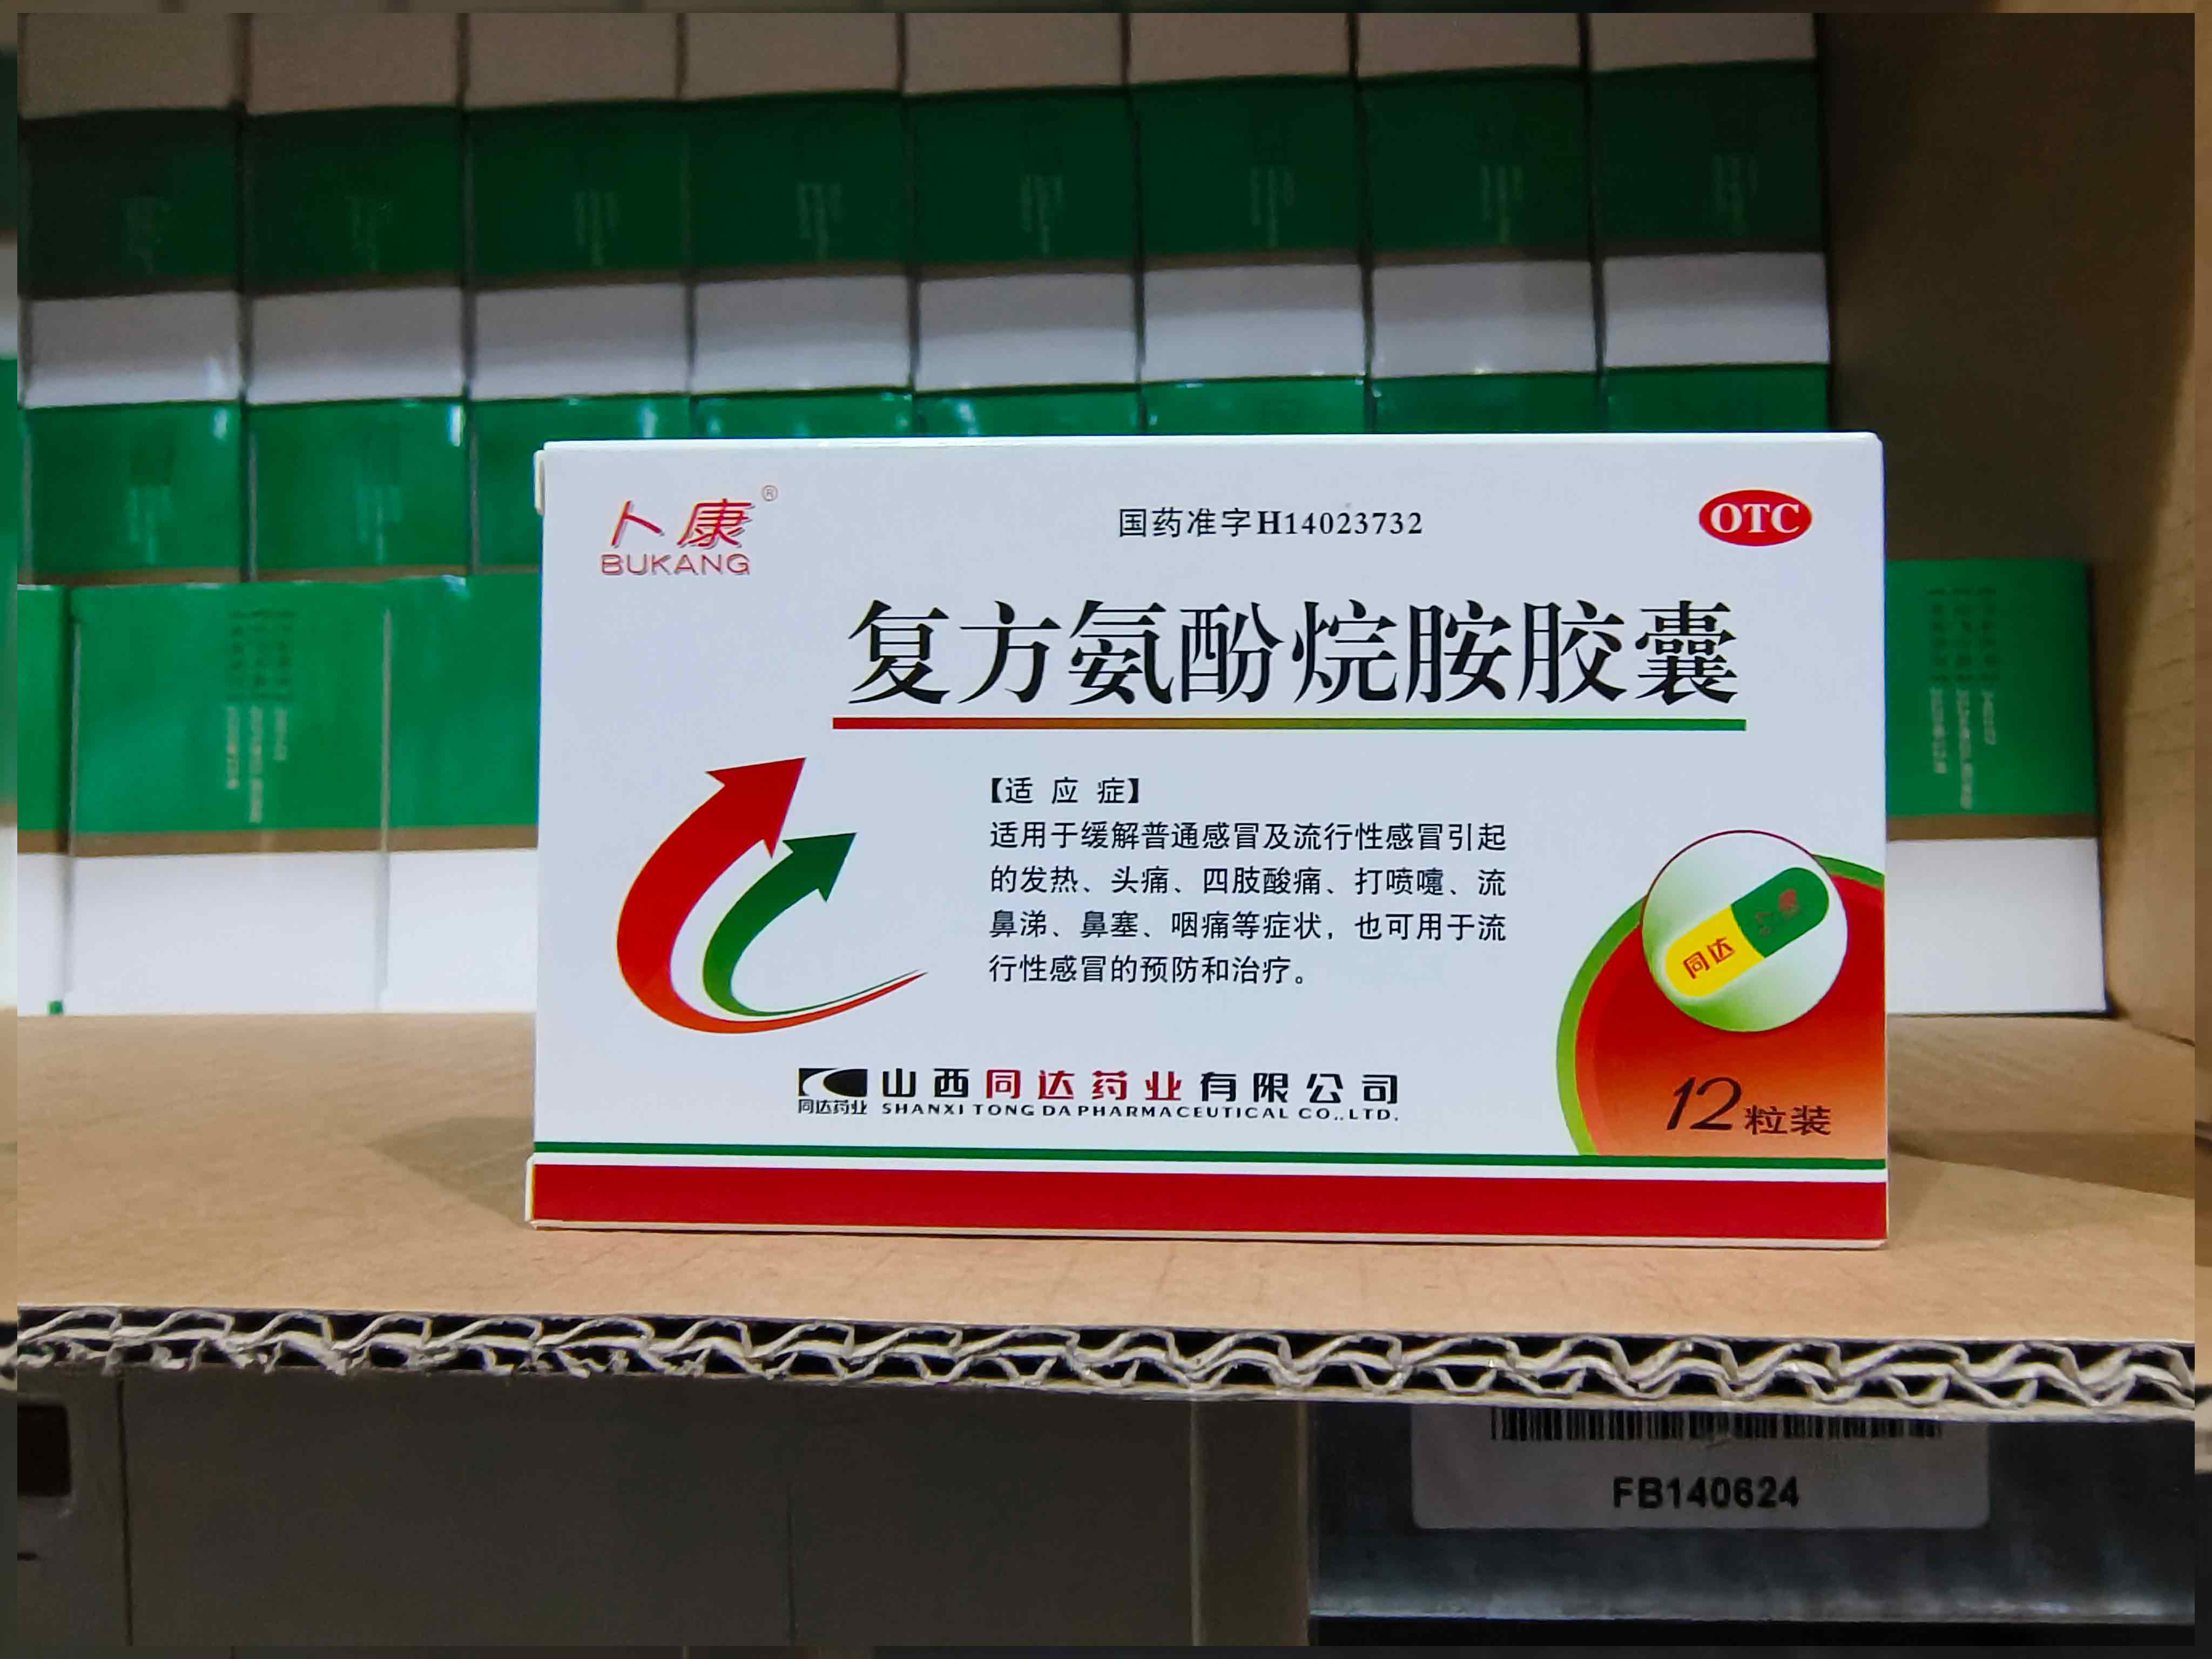 卜康®
BUKANG
国药准字H14023732
OTC
复方氨酚烷胺胶囊
【适应症】
适用于缓解普通感冒及流行性感冒引起
的发热、头痛、四肢酸痛、打喷嚏、流
鼻涕、鼻塞、咽痛等症状，也可用于流
行性感冒的预防和治疗。
同达
12粒装
同达药业
山西同达药业有限公司
SHANXI TONG DA PHARMACEUTICAL CO.,LTD.
FB140624